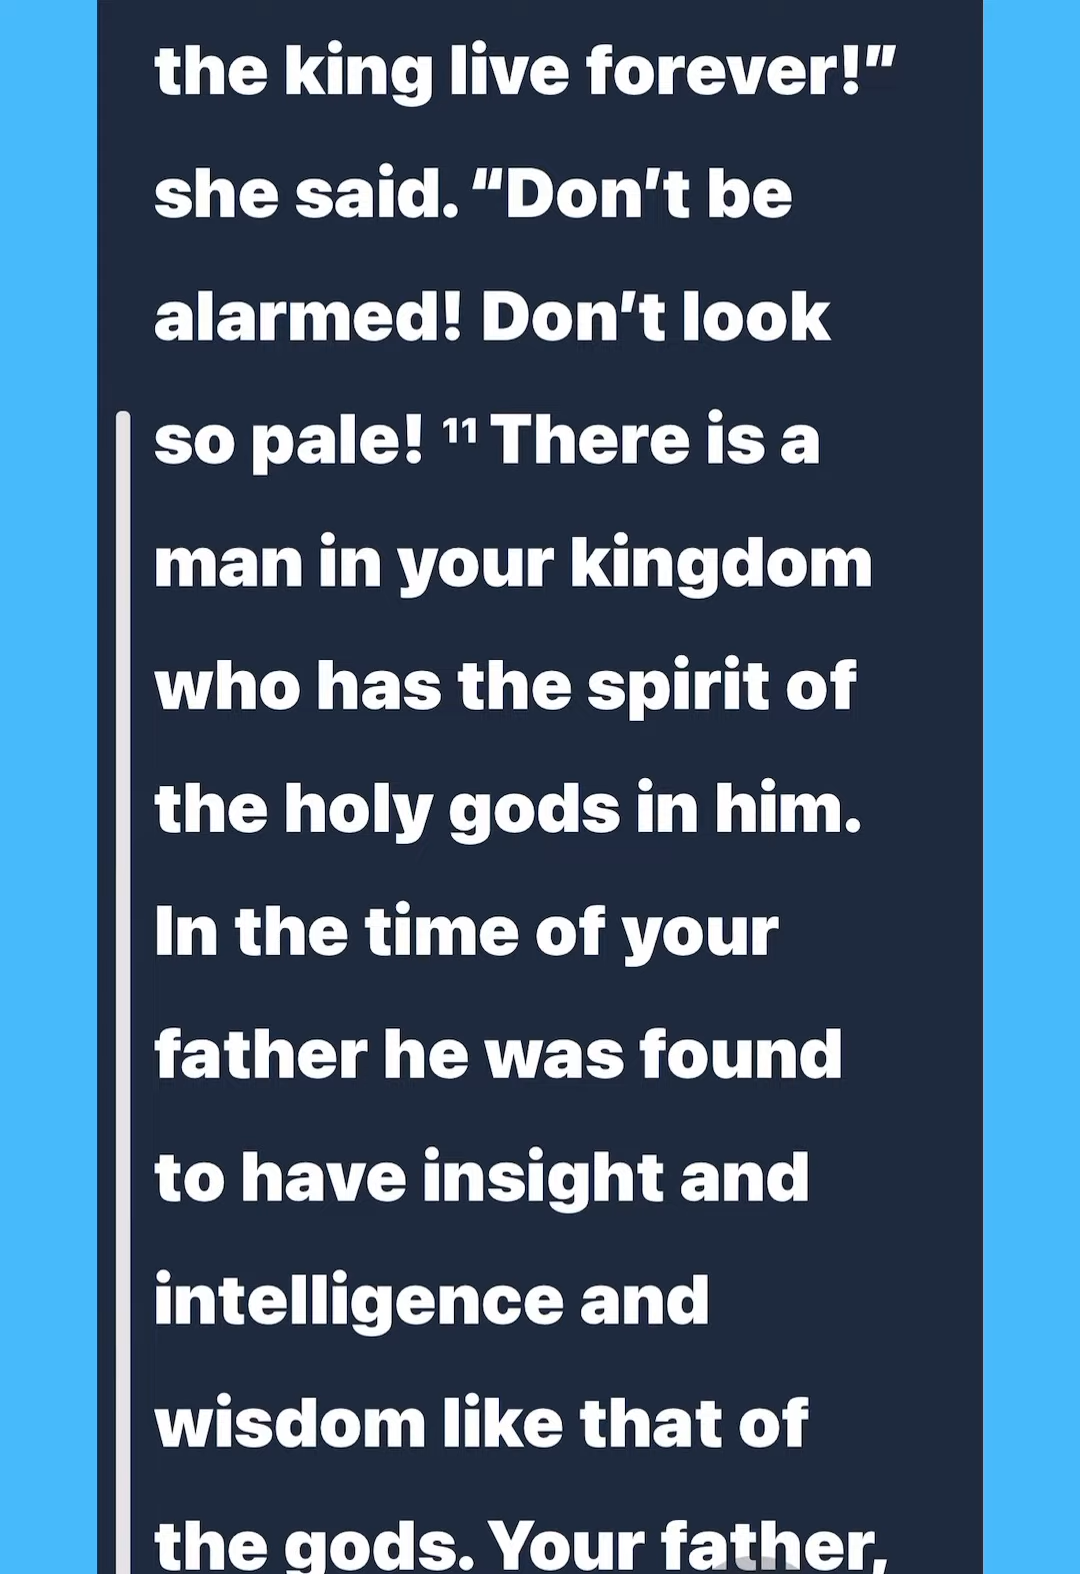 the king live forever!”
she said. “Don’t be
alarmed! Don’t look
so pale! 11 There is a
man in your kingdom
who has the spirit of
the holy gods in him.
In the time of your
father he was found
to have insight and
intelligence and
wisdom like that of
the gods. Your father,